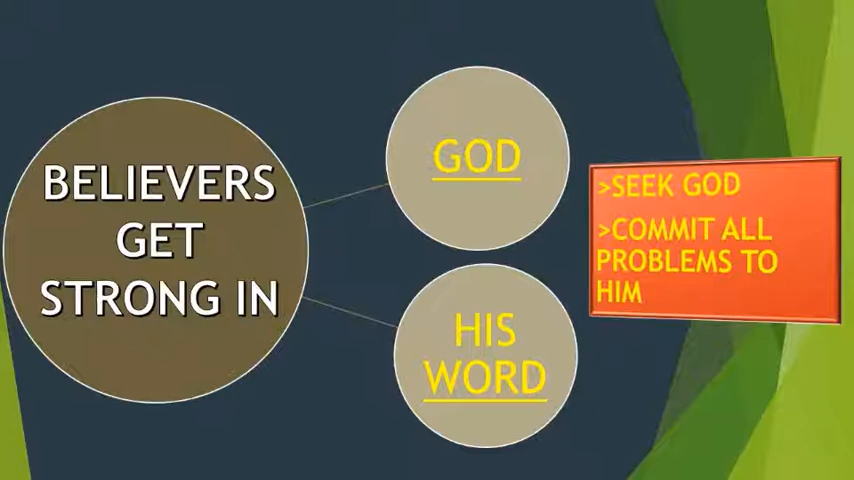 BELIEVERS
GET
STRONG IN
GOD
HIS
WORD
>SEEK GOD
>COMMIT ALL
PROBLEMS TO
HIM